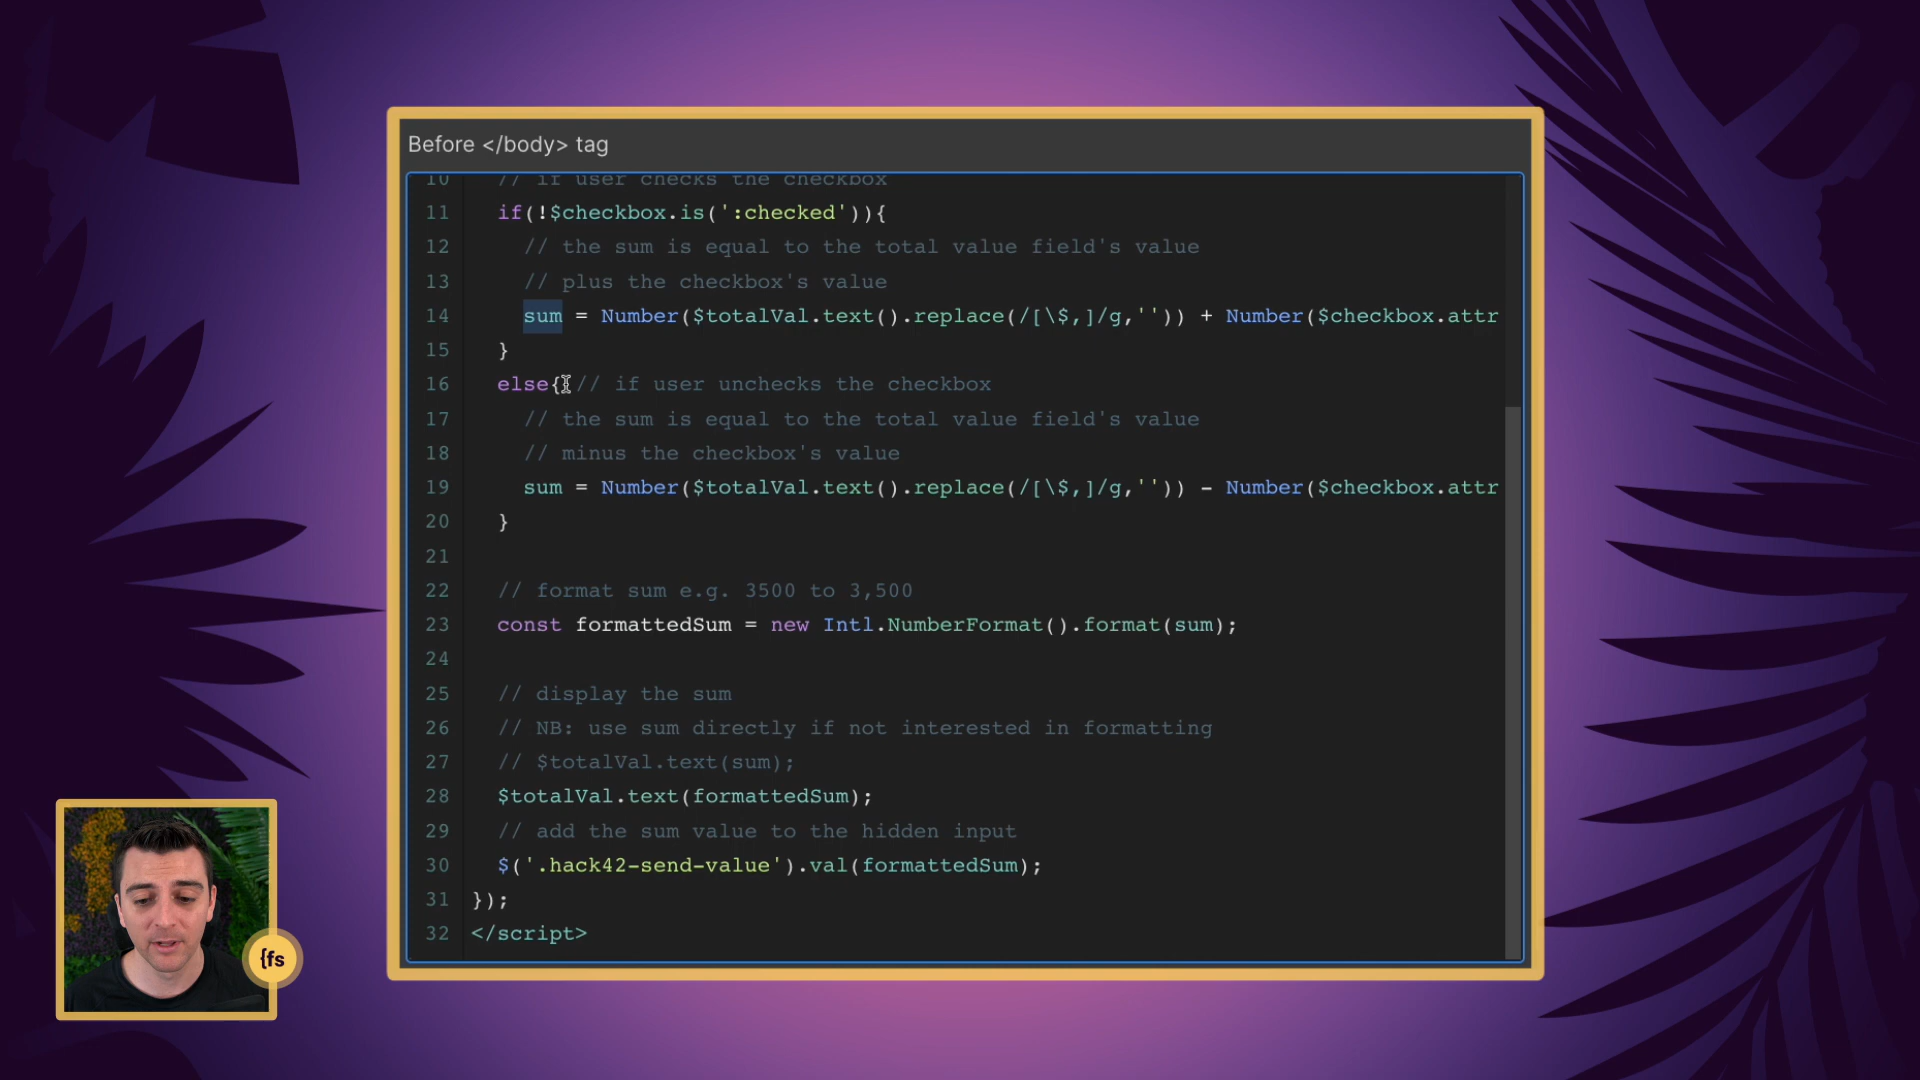 Before </body> tag
10 // if user checks the checkbox
11 if(!$checkbox.is(':checked')){
12 // the sum is equal to the total value field's value
13 // plus the checkbox's value
14 sum = Number($totalVal.text().replace(/[\$,]/g,'')) + Number($checkbox.attr
15 }
16 else{ // if user unchecks the checkbox
17 // the sum is equal to the total value field's value
18 // minus the checkbox's value
19 sum = Number($totalVal.text().replace(/[\$,]/g,'')) - Number($checkbox.attr
20 }
21
22 // format sum e.g. 3500 to 3,500
23 const formattedSum = new Intl.NumberFormat().format(sum);
24
25 // display the sum
26 // NB: use sum directly if not interested in formatting
27 // $totalVal.text(sum);
28 $totalVal.text(formattedSum);
29 // add the sum value to the hidden input
30 $('.hack42-send-value').val(formattedSum);
31 });
32 </script>
{fs